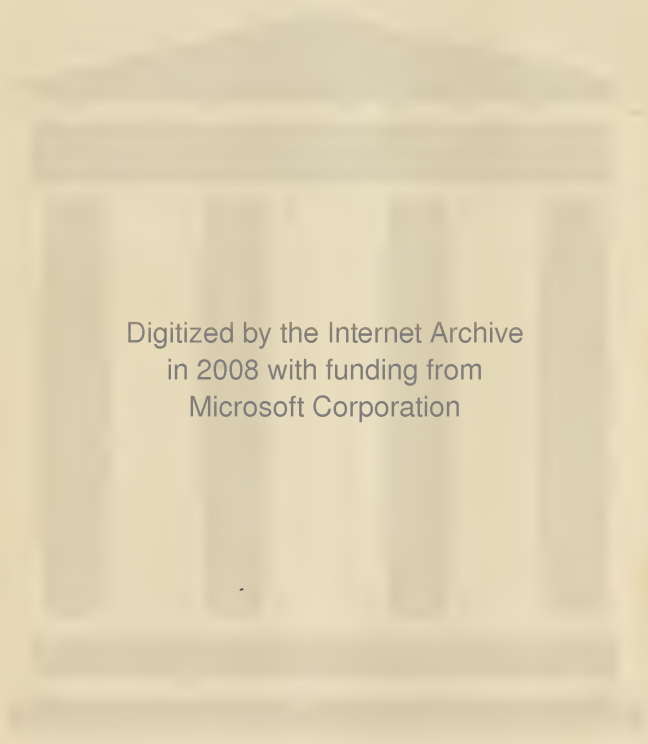 Digitized by the Internet Archive
in 2008 with funding from
Microsoft Corporation